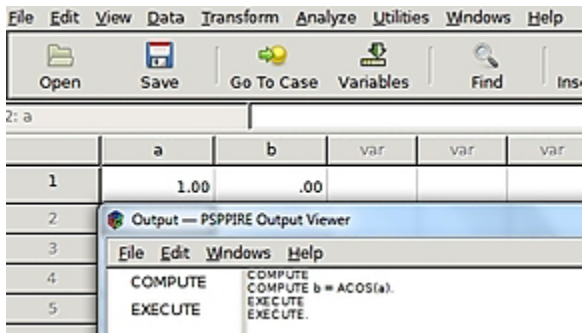 File Edit View Data Transform Analyze Utilities Windows Help
Open Save Go To Case Variables Find Ins
2: a
a b var var var
1 1.00 .00
2 Output — PSPPIRE Output Viewer
3 File Edit Windows Help
4 COMPUTE
5 EXECUTE
COMPUTE
COMPUTE b = ACOS(a).
EXECUTE
EXECUTE.